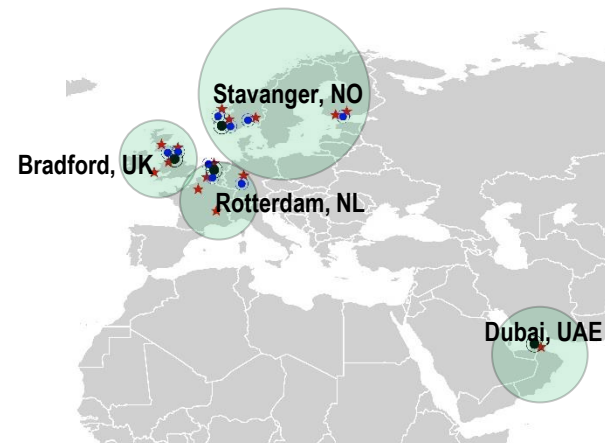 Stavanger, NO
Bradford, UK
Rotterdam, NL
Dubai, UAE